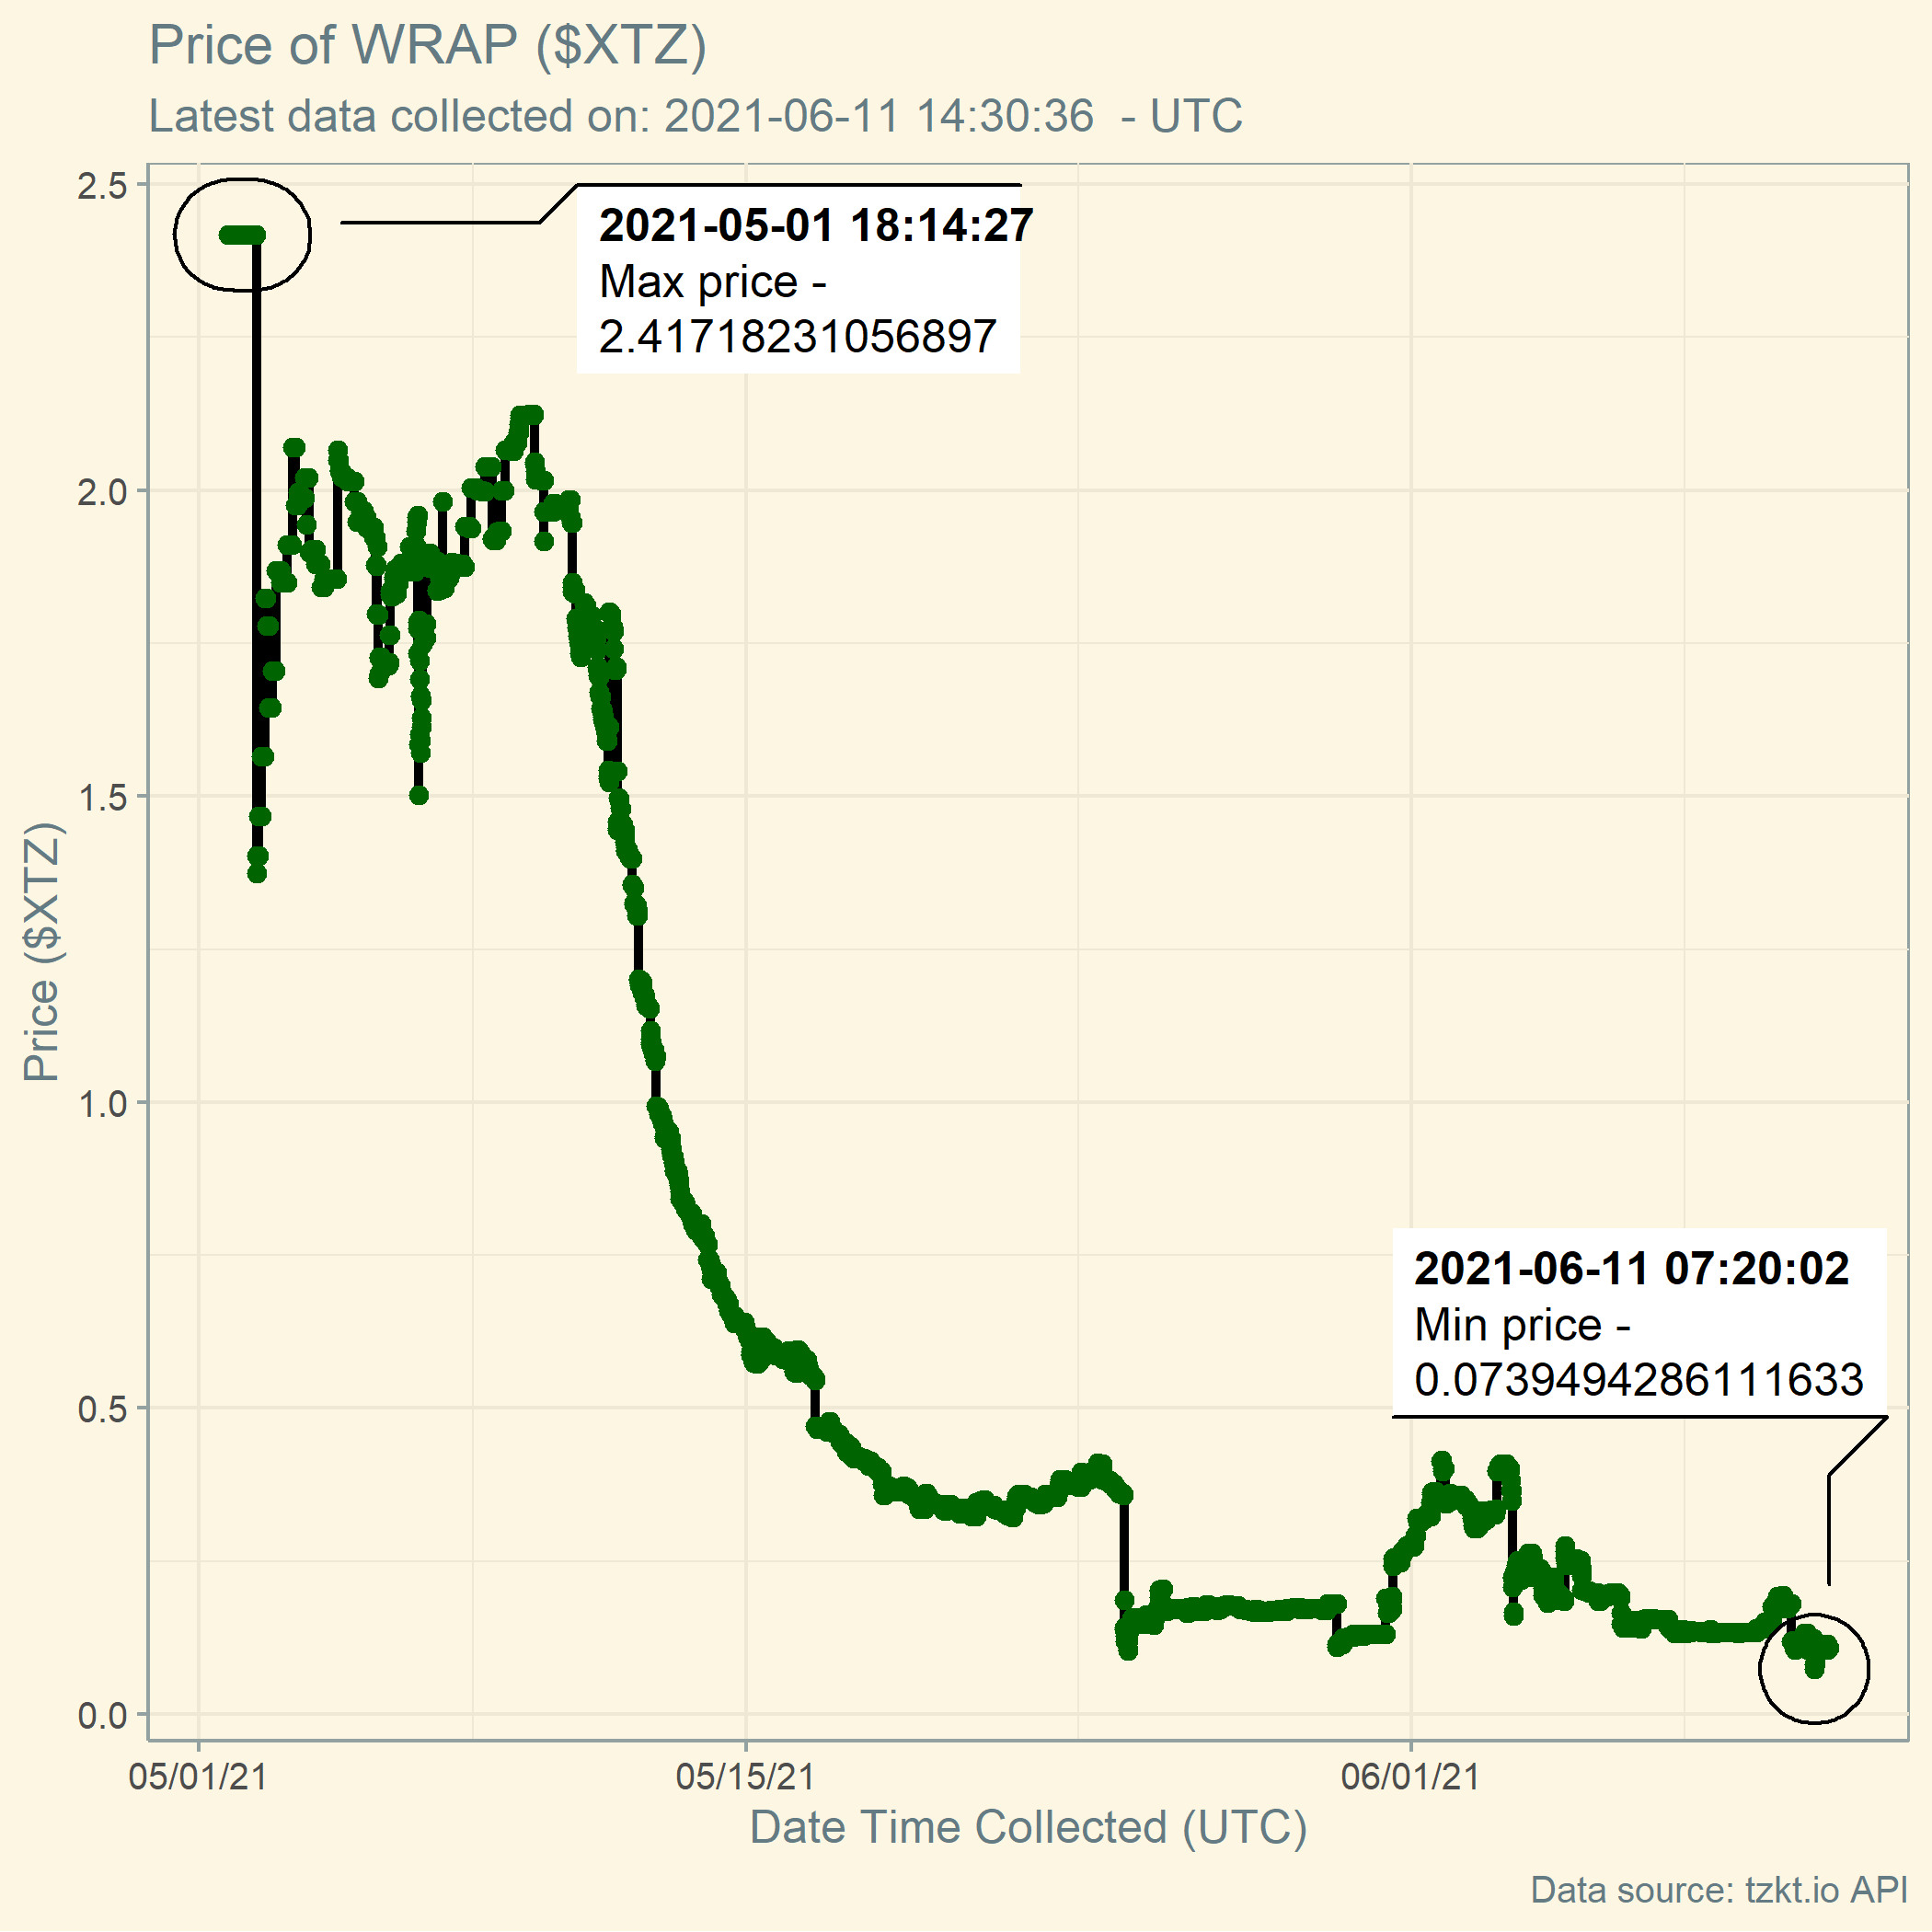 Price of WRAP ($XTZ)
Latest data collected on: 2021-06-11 14:30:36  - UTC
2.5
2.0
1.5
1.0
0.5
0.0
Price ($XTZ)
2021-05-01 18:14:27
Max price -
2.41718231056897
2021-06-11 07:20:02
Min price -
0.0739494286111633
05/01/21
05/15/21
06/01/21
Date Time Collected (UTC)
Data source: tzkt.io API